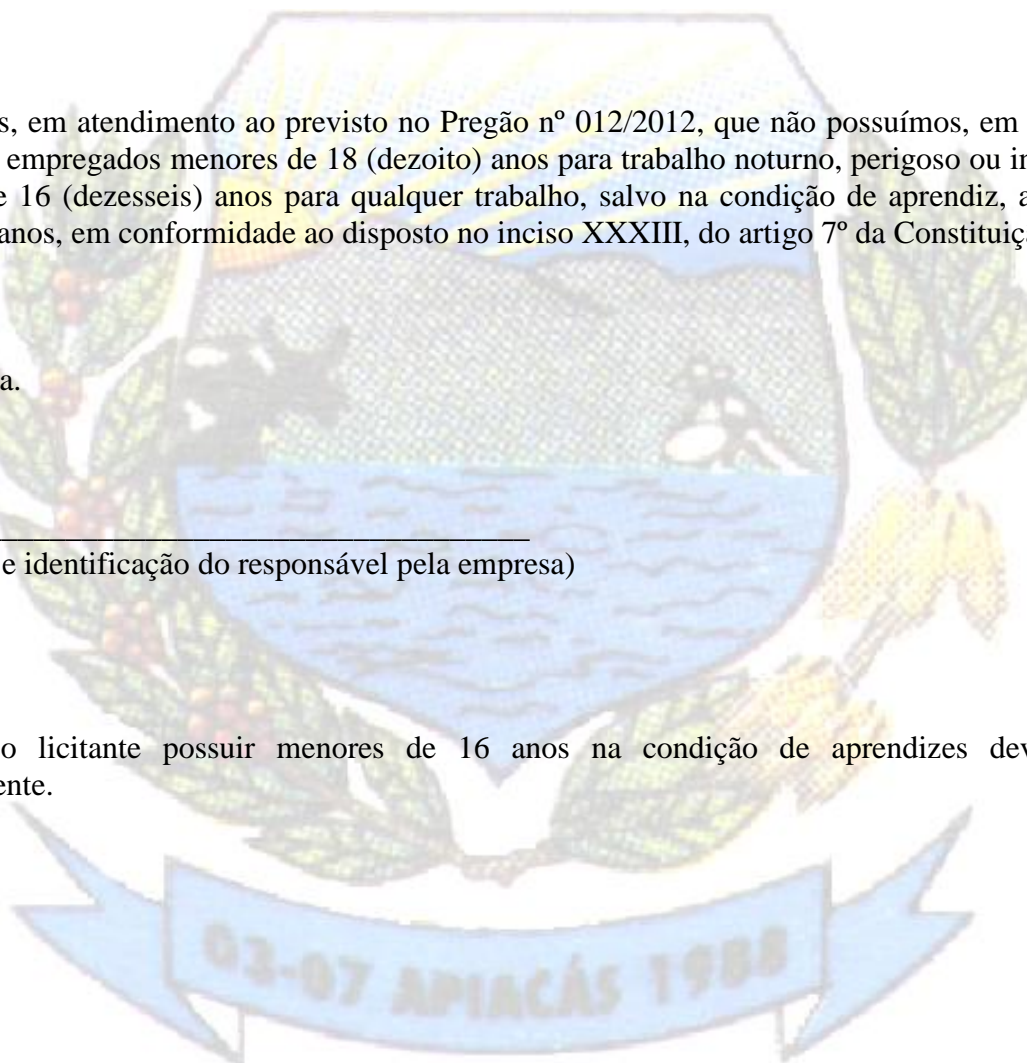 s, em atendimento ao previsto no Pregão nº 012/2012, que não possuímos, em
empregados menores de 18 (dezoito) anos para trabalho noturno, perigoso ou in
e 16 (dezesseis) anos para qualquer trabalho, salvo na condição de aprendiz, a
anos, em conformidade ao disposto no inciso XXXIII, do artigo 7º da Constituiç
a.
e identificação do responsável pela empresa)
o licitante possuir menores de 16 anos na condição de aprendizes dev
ente.
03-07 APIACÁS 1988